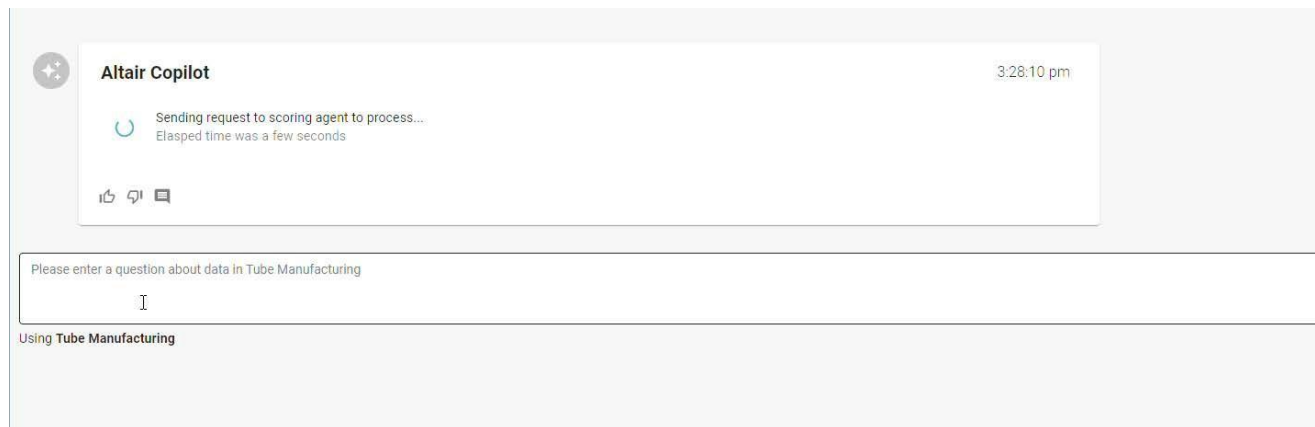 Altair Copilot
3:28:10 pm
Sending request to scoring agent to process...
Elasped time was a few seconds
Please enter a question about data in Tube Manufacturing
Using Tube Manufacturing